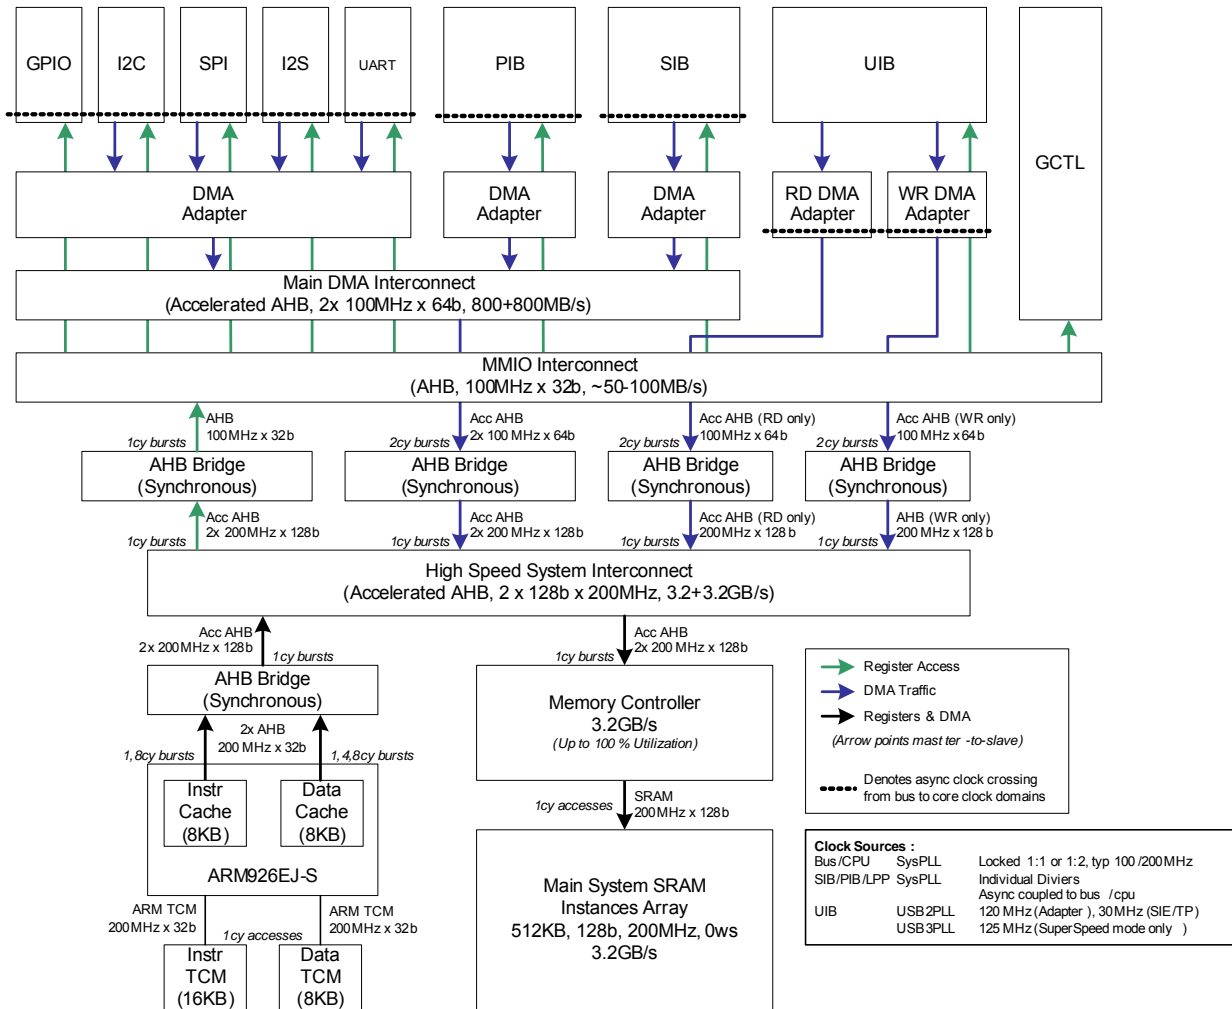 GPIO
I2C
SPI
I2S
UART
PIB
SIB
UIB
GCTL
DMA
Adapter
DMA
Adapter
DMA
Adapter
RD DMA
Adapter
WR DMA
Adapter
Main DMA Interconnect
(Accelerated AHB, 2x 100MHz x 64b, 800+800MB/s)
MMIO Interconnect
(AHB, 100MHz x 32b, ~50-100MB/s)
AHB
100MHz x 32b
1cy bursts
Acc AHB
2x 100MHz x 64b
2cy bursts
Acc AHB (RD only)
100MHz x 64b
2cy bursts
Acc AHB (WR only)
100 MHz x 64b
2cy bursts
AHB Bridge
(Synchronous)
AHB Bridge
(Synchronous)
AHB Bridge
(Synchronous)
AHB Bridge
(Synchronous)
Acc AHB
2x 200MHz x 128b
1cy bursts
Acc AHB
2x 200MHz x 128b
1cy bursts
Acc AHB (RD only)
200MHz x 128 b
1cy bursts
AHB (WR only)
200 MHz x 128 b
1cy bursts
High Speed System Interconnect
(Accelerated AHB, 2 x 128b x 200MHz, 3.2+3.2GB/s)
Acc AHB
2x 200 MHz x 128b
1cy bursts
Acc AHB
2x 200 MHz x 128b
1cy bursts
AHB Bridge
(Synchronous)
2x AHB
200 MHz x 32b
1,8cy bursts
1,4,8cy bursts
Instr
Cache
(8KB)
Data
Cache
(8KB)
ARM926EJ-S
ARM TCM
200MHz x 32b
ARM TCM
200MHz x 32b
1cy accesses
Instr
TCM
(16KB)
Data
TCM
(8KB)
Memory Controller
3.2GB/s
(Up to 100 % Utilization)
SRAM
200MHz x 128b
1cy accesses
Main System SRAM
Instances Array
512KB, 128b, 200MHz, 0ws
3.2GB/s
Register Access
DMA Traffic
Registers & DMA
(Arrow points mast ter -to-slave)
Denotes async clock crossing
from bus to core clock domains
Clock Sources :
Bus/CPU SysPLL Locked 1:1 or 1:2, typ 100 /200MHz
SIB/PIB/LPP SysPLL Individual Diviers
Async coupled to bus /cpu
UIB USB2PLL 120 MHz (Adapter ), 30MHz (SIE/TP)
USB3PLL 125 MHz (SuperSpeed mode only )